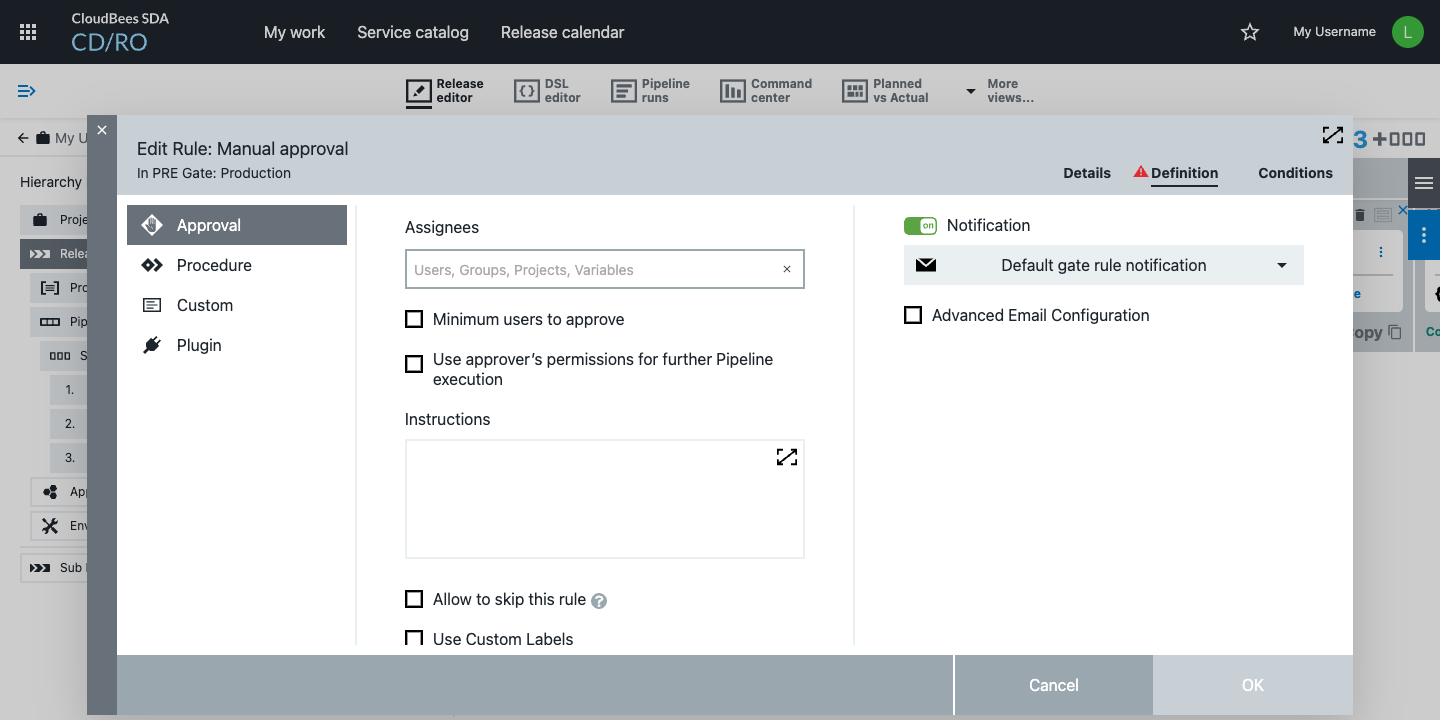 CloudBees SDA
CD/RO
My work
Service catalog
Release calendar
My Username
L
Release editor
DSL editor
Pipeline runs
Command center
Planned vs Actual
More views...
My U
3
Edit Rule: Manual approval
In PRE Gate: Production
Details
Definition
Conditions
Hierarchy
Proje
Relea
Pro
Pip
S
1.
2.
3.
App
Env
Sub
Approval
Procedure
Custom
Plugin
Assignees
Users, Groups, Projects, Variables
Minimum users to approve
Use approver's permissions for further Pipeline
execution
Instructions
Allow to skip this rule
?
Use Custom Labels
on
Notification
Default gate rule notification
Advanced Email Configuration
e
opy
Co
Cancel
OK